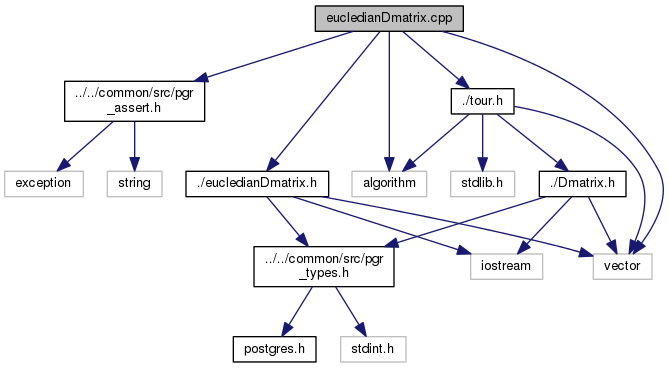 eucledianDmatrix.cpp
../../common/src/pgr
_assert.h
./tour.h
exception
string
./eucledianDmatrix.h
algorithm
stdlib.h
./Dmatrix.h
../../common/src/pgr
_types.h
iostream
vector
postgres.h
stdint.h